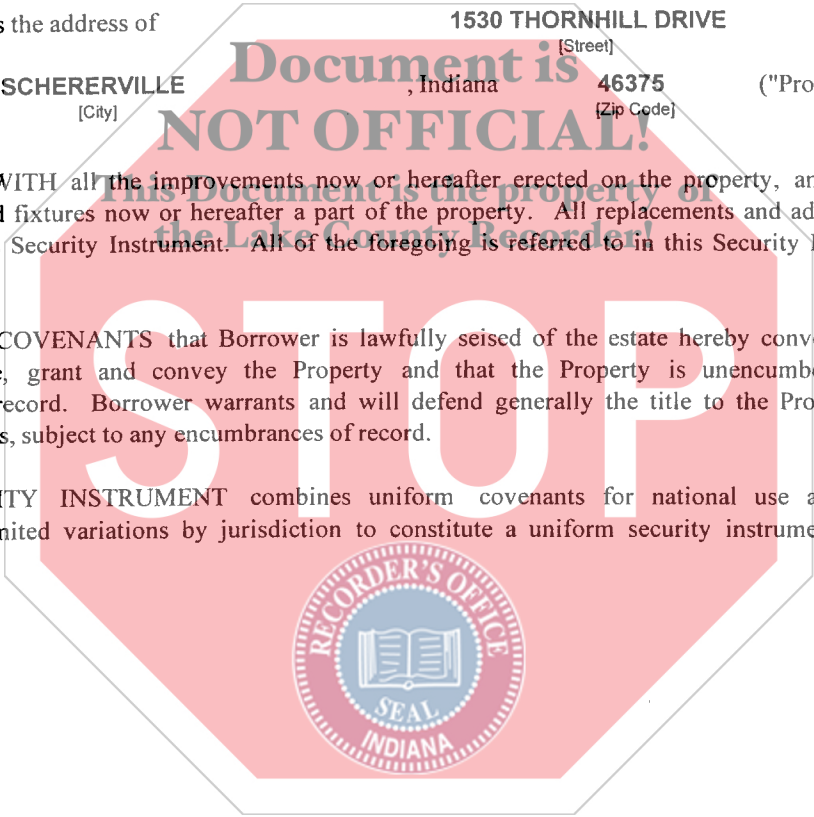 s the address of 1530 THORNHILL DRIVE
[Street]
SCHERERVILLE , Indiana 46375 ("Pro
[City] [Zip Code]
Document is
NOT OFFICIAL!
This Document is the property of
the Lake County Recorder!
WITH all the improvements now or hereafter erected on the property, an
d fixtures now or hereafter a part of the property. All replacements and ad
Security Instrument. All of the foregoing is referred to in this Security I
COVENANTS that Borrower is lawfully seised of the estate hereby conv
e, grant and convey the Property and that the Property is unencumb
record. Borrower warrants and will defend generally the title to the Pro
s, subject to any encumbrances of record.
ITY INSTRUMENT combines uniform covenants for national use a
mited variations by jurisdiction to constitute a uniform security instrume
STOP
RECORDER'S OFFICE
SEAL
INDIANA